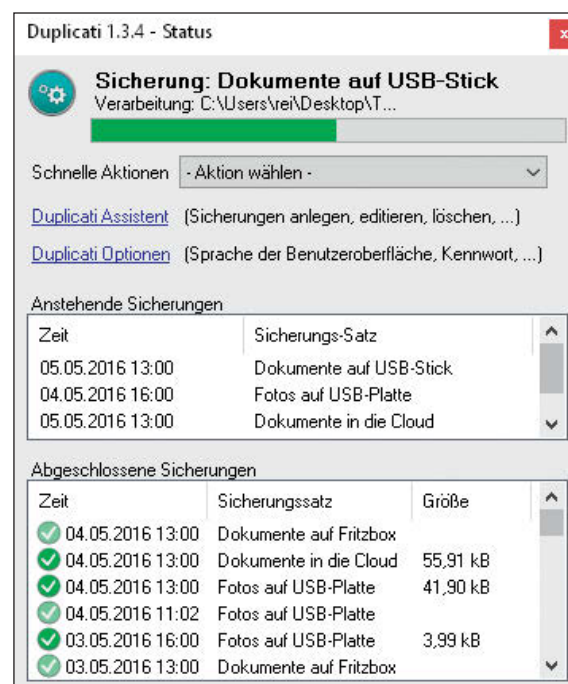 Duplicati 1.3.4 - Status
x
Sicherung: Dokumente auf USB-Stick
Verarbeitung: C:\Users\rei\Desktop\T...
Schnelle Aktionen - Aktion wählen -
Duplicati Assistent (Sicherungen anlegen, editieren, löschen, ...)
Duplicati Optionen (Sprache der Benutzeroberfläche, Kennwort, ...)
Anstehende Sicherungen
Zeit Sicherungs-Satz
05.05.2016 13:00 Dokumente auf USB-Stick
04.05.2016 16:00 Fotos auf USB-Platte
05.05.2016 13:00 Dokumente in die Cloud
Abgeschlossene Sicherungen
Zeit Sicherungssatz Größe
04.05.2016 13:00 Dokumente auf Fritzbox
04.05.2016 13:00 Dokumente in die Cloud 55,91 kB
04.05.2016 13:00 Fotos auf USB-Platte 41,90 kB
04.05.2016 11:02 Fotos auf USB-Platte
03.05.2016 16:00 Fotos auf USB-Platte 3,99 kB
03.05.2016 13:00 Dokumente auf Fritzbox